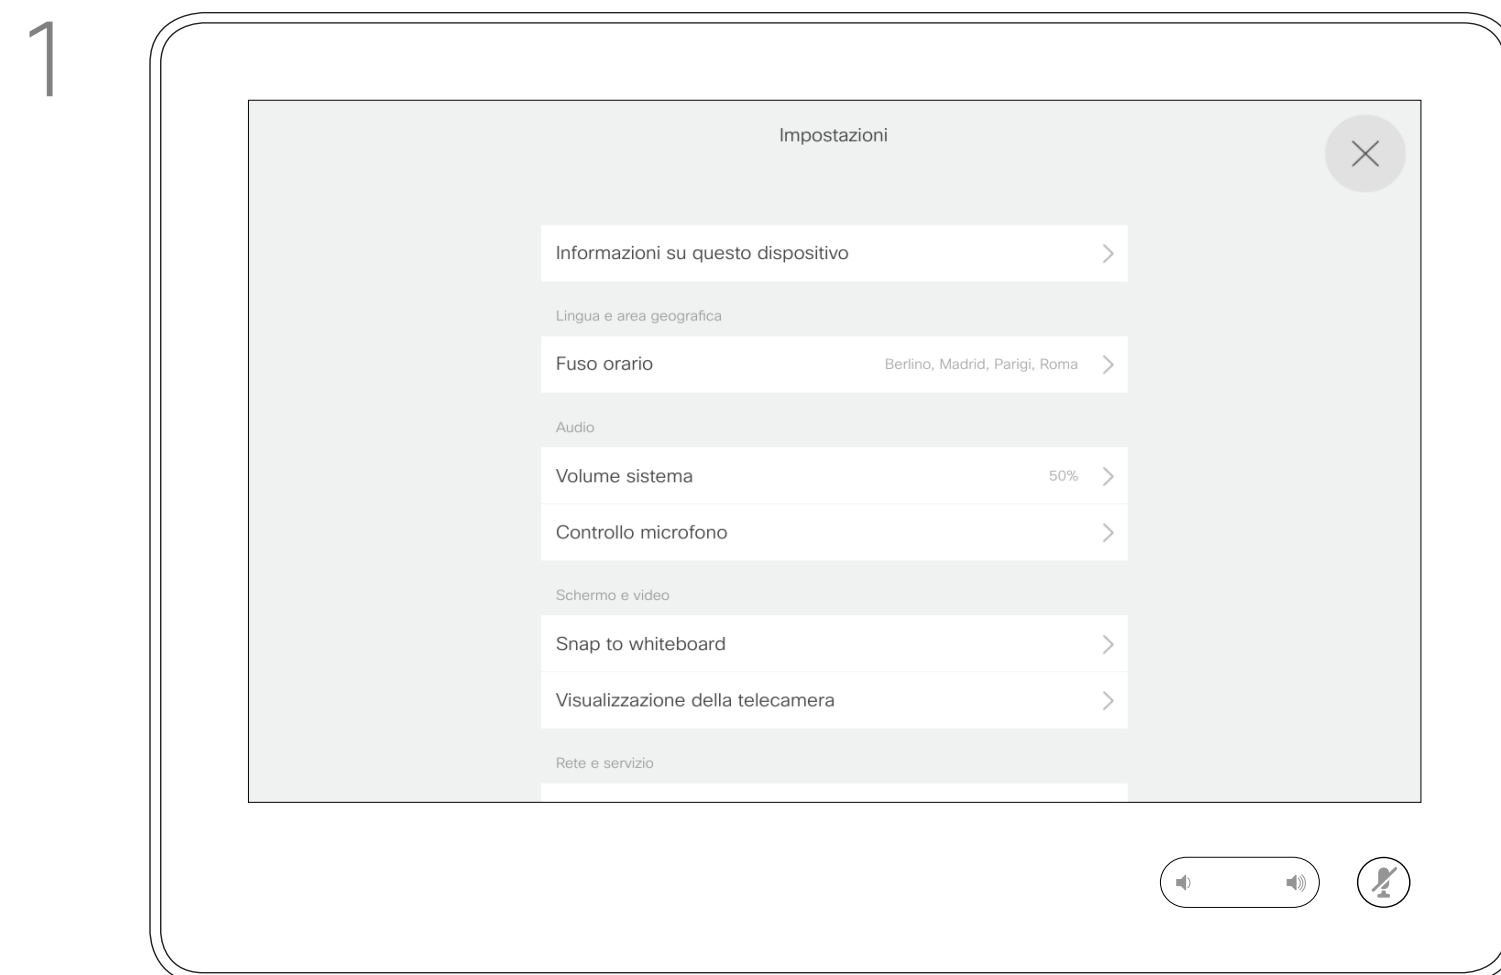 1
Impostazioni
Informazioni su questo dispositivo
Lingua e area geografica
Fuso orario Berlino, Madrid, Parigi, Roma
Audio
Volume sistema 50%
Controllo microfono
Schermo e video
Snap to whiteboard
Visualizzazione della telecamera
Rete e servizio